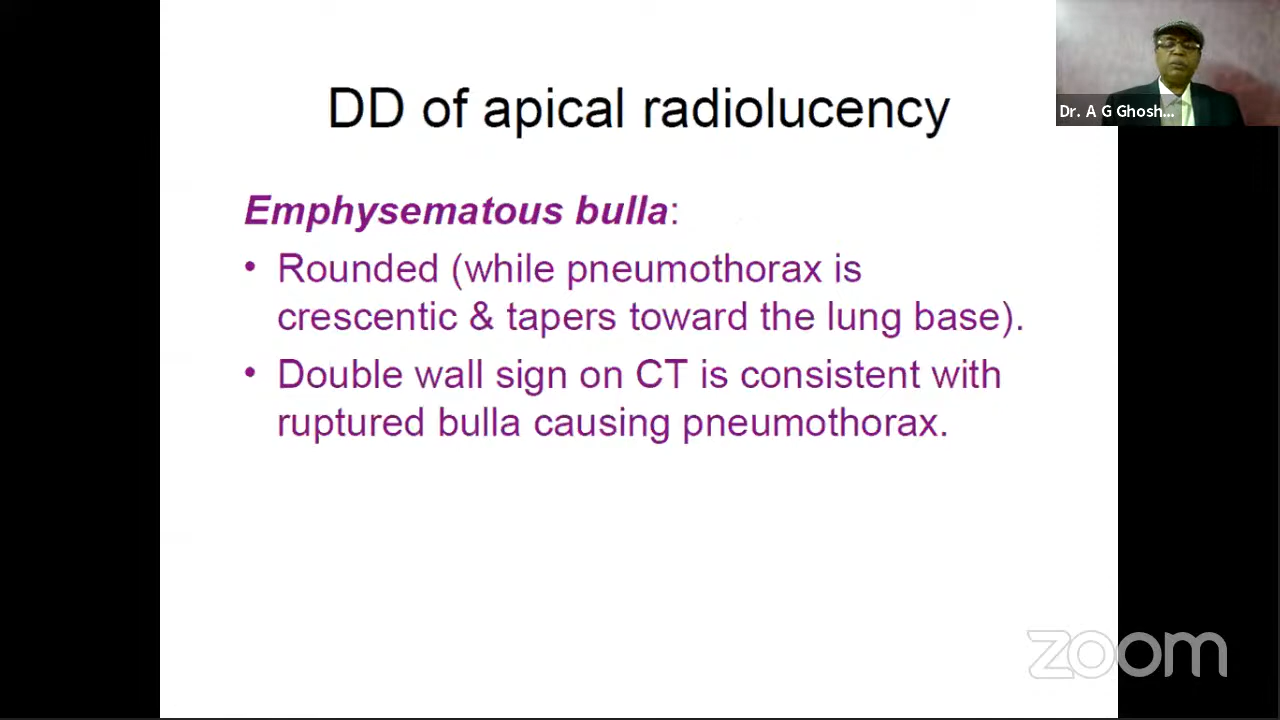 DD of apical radiolucency
Dr. A G Ghosh...
Emphysematous bulla:
• Rounded (while pneumothorax is
crescentic & tapers toward the lung base).
• Double wall sign on CT is consistent with
ruptured bulla causing pneumothorax.
zoom